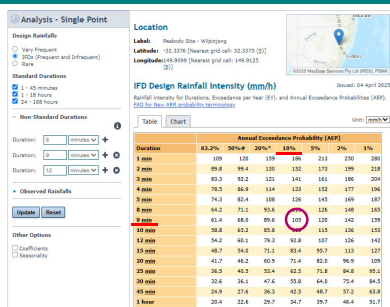 Analysis - Single Point
Design Rainfalls
Very Frequent
IFDs (Frequent and Infrequent)
Rare
Standard Durations
1 - 45 minutes
1 - 18 hours
24 - 168 hours
- Non-Standard Durations
Duration: 8 minutes
Duration: 9 minutes
Duration: 12 minutes
+ Observed Rainfalls
Update Reset
Other Options
Coefficients
Seasonality
Location
Label: Peabody Site - Wilpinjong
Latitude: -32.3376 [Nearest grid cell: 32.3375 (S)]
Longitude: 149.9099 [Nearest grid cell: 149.9125 (E)]
Sydney
©2025 MapData Services Pty Ltd (MDS), PSMA
IFD Design Rainfall Intensity (mm/h)
Issued: 04 April 2025
Rainfall intensity for Durations, Exceedance per Year (EY), and Annual Exceedance Probabilities (AEP).
FAQ for New ARR probability terminology
Table Chart Unit: mm/h
Annual Exceedance Probability (AEP)
Duration 63.2% 50%# 20%* 10% 5% 2% 1%
1 min 109 120 159 186 213 250 280
2 min 89.8 99.4 130 152 173 199 218
3 min 83.3 92.2 121 141 161 186 204
4 min 78.5 86.9 114 133 152 177 196
5 min 74.3 82.4 108 126 145 169 187
8 min 64.2 71.1 93.6 126 148 165
9 min 61.4 68.0 89.6 105 120 142 159
10 min 58.8 65.2 85.8 115 136 153
12 min 54.2 60.1 79.3 92.8 107 126 142
15 min 48.7 54.0 71.1 83.4 95.7 113 127
20 min 41.7 46.2 60.9 71.4 82.0 96.9 109
25 min 36.5 40.5 53.4 62.5 71.8 84.8 95.1
30 min 32.6 36.1 47.6 55.8 64.0 75.4 84.5
45 min 24.9 27.6 36.3 42.5 48.7 57.2 63.8
1 hour 20.4 22.6 29.7 34.7 39.7 46.4 51.7